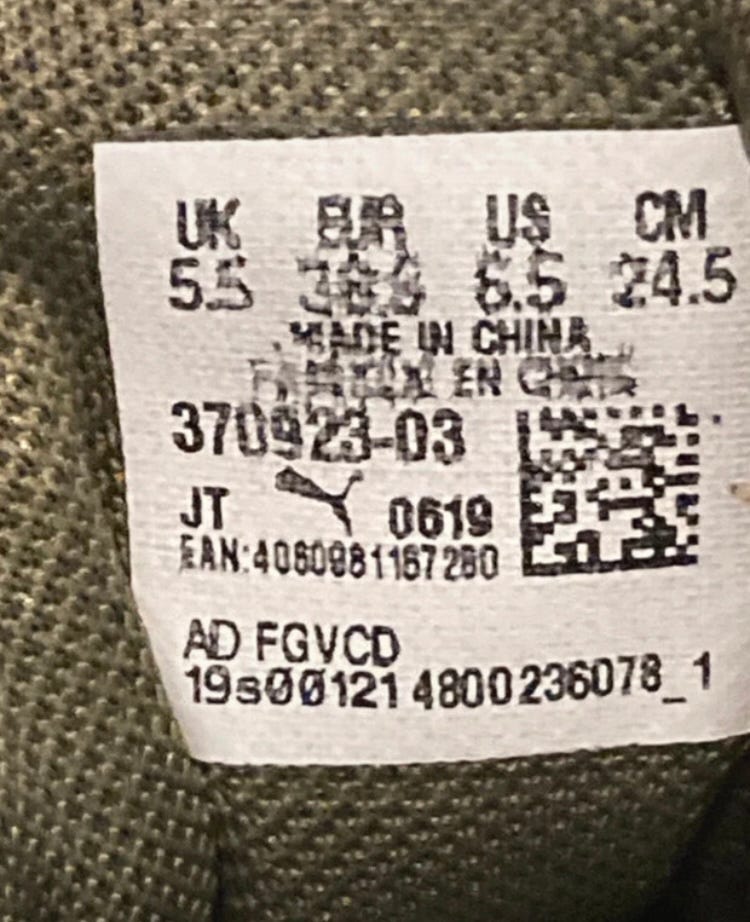 UK EUR US CM
5.5 6.5 24.5
MADE IN CHINA
EN
370923-03
JT 0619
EAN:
AD FGVCD
19s00121 4800236078_1